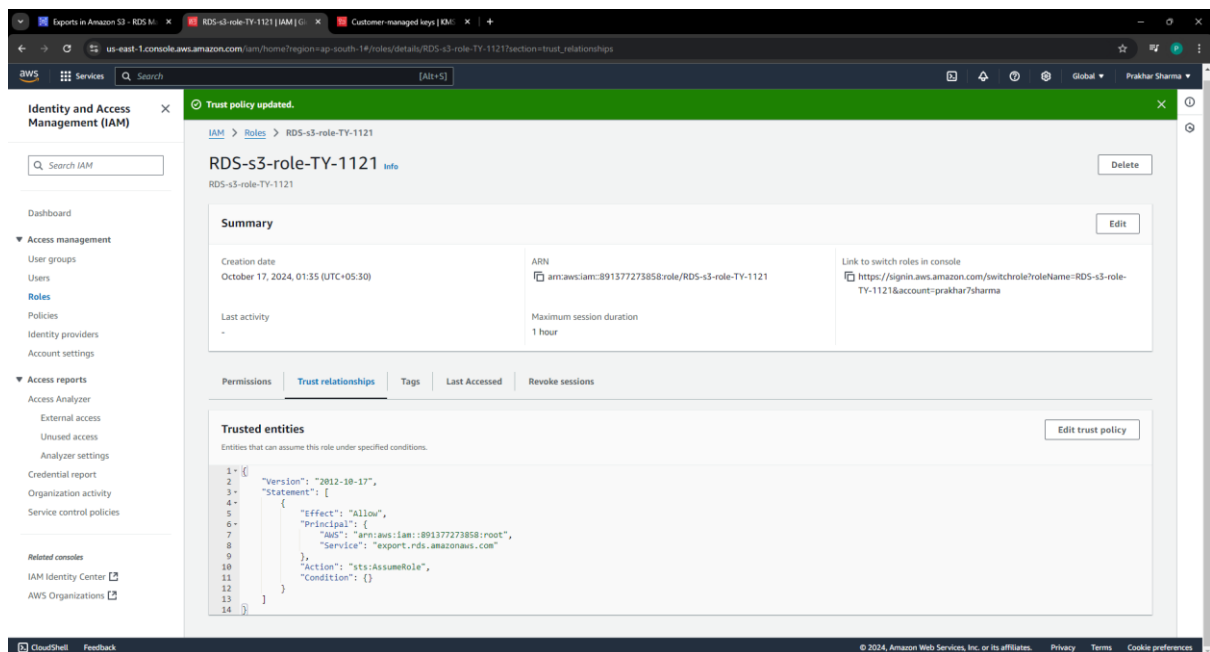 Exports in Amazon S3 - RDS M
RDS-s3-role-TY-1121 | IAM | Gl
Customer-managed keys | KMS
us-east-1.console.aws.amazon.com/iam/home?region=ap-south-1#/roles/details/RDS-s3-role-TY-1121?section=trust_relationships
aws Services Search [Alt+S] Global Prakhar Sharma
Identity and Access Management (IAM)
Search IAM
Dashboard
Access management
User groups
Users
Roles
Policies
Identity providers
Account settings
Access reports
Access Analyzer
External access
Unused access
Analyzer settings
Credential report
Organization activity
Service control policies
Related consoles
IAM Identity Center
AWS Organizations
Trust policy updated.
IAM > Roles > RDS-s3-role-TY-1121
RDS-s3-role-TY-1121 Info
Delete
RDS-s3-role-TY-1121
Summary
Edit
Creation date
October 17, 2024, 01:35 (UTC+05:30)
ARN
arn:aws:iam::891377273858:role/RDS-s3-role-TY-1121
Link to switch roles in console
https://signin.aws.amazon.com/switchrole?roleName=RDS-s3-role-
TY-1121&account=prakhar7sharma
Last activity
-
Maximum session duration
1 hour
Permissions Trust relationships Tags Last Accessed Revoke sessions
Trusted entities
Edit trust policy
Entities that can assume this role under specified conditions.
1 {
2 "Version": "2012-10-17",
3 "Statement": [
4 {
5 "Effect": "Allow",
6 "Principal": {
7 "AWS": "arn:aws:iam::891377273858:root",
8 "Service": "export.rds.amazonaws.com"
9 },
10 "Action": "sts:AssumeRole",
11 "Condition": {}
12 }
13 ]
14 }
CloudShell Feedback © 2024, Amazon Web Services, Inc. or its affiliates. Privacy Terms Cookie preferences